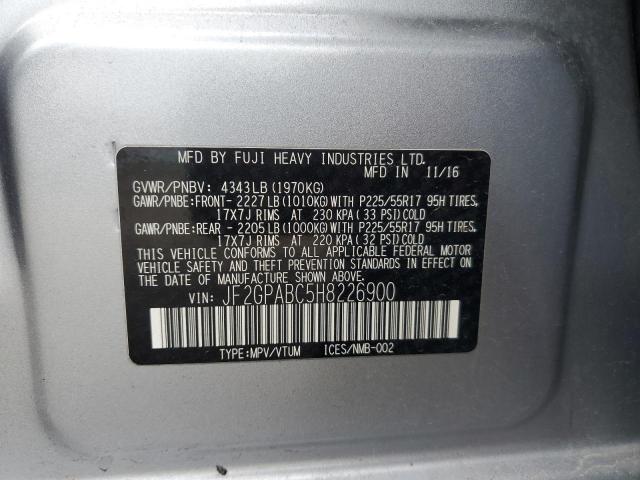 MFD BY FUJI HEAVY INDUSTRIES LTD.
IN 11/16
GVWR/PNBV: 4343LB(1970KG)
GAWR/PNBE:FRONT- 2227LB(1010KG)WITH P225/55R17 95H TIRES,
17X7J RIMS AT 230 KPA(33 PSI)COLD
GAWR/PNBE:REAR - 2205LB(1000KG)WITH P225/55R17 95H TIRES,
17X7J RIMS AT 220 KPA(32 PSI)COLD
THIS VEHICLE CONFORMS TO ALL APPLICABLE FEDERAL MOTOR
VEHICLE SAFETY AND THEFT PREVENTION STANDARDS IN EFFECT
ON THE DATE OF MANUFACTURE SHOWN ABOVE.
VIN: JF2GPABC5H8226900
TYPE:MPV/VTUM ICES/NMB-002